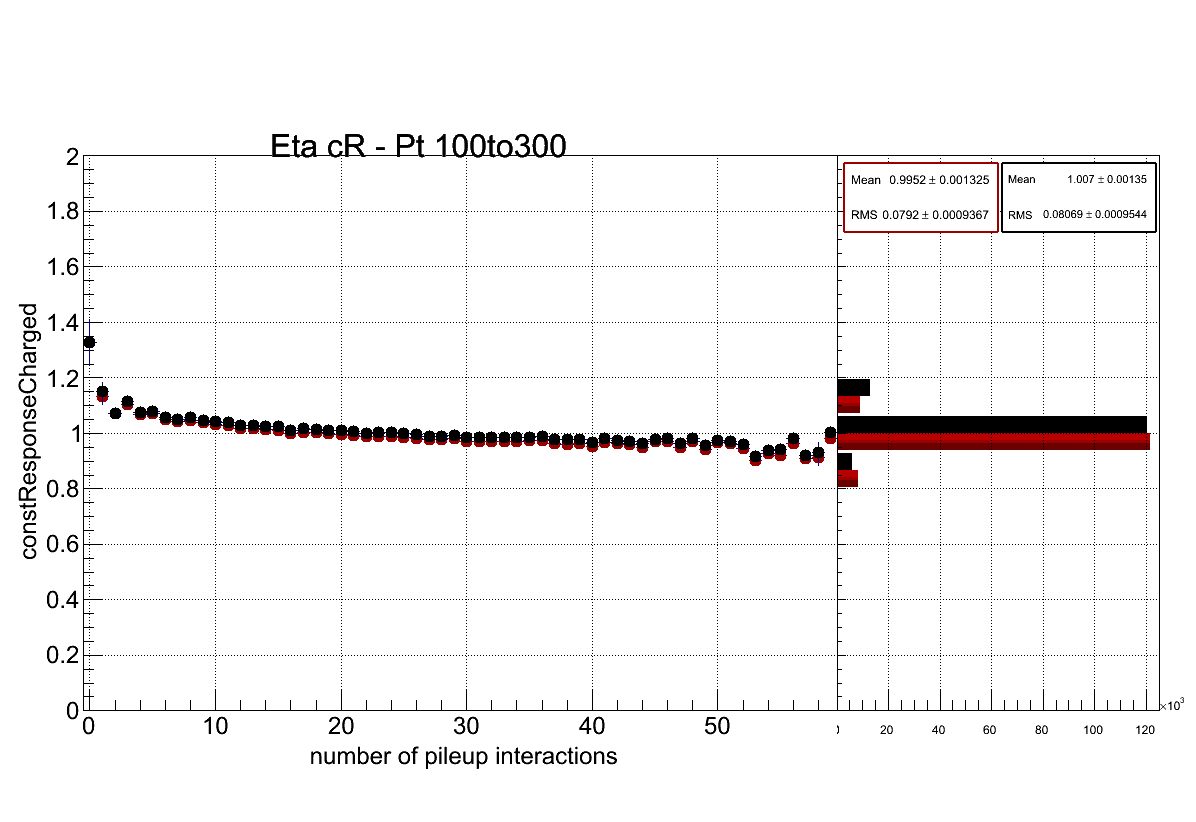 Eta cR - Pt 100to300
2
1.8
1.6
1.4
1.2
1
0.8
0.6
0.4
0.2
0
constResponseCharged
0 10 20 30 40 50
number of pileup interactions
Mean 0.9952 ± 0.001325
RMS 0.0792 ± 0.0009367
Mean 1.007 ± 0.00135
RMS 0.08069 ± 0.0009544
20 40 60 80 100 120
×10³